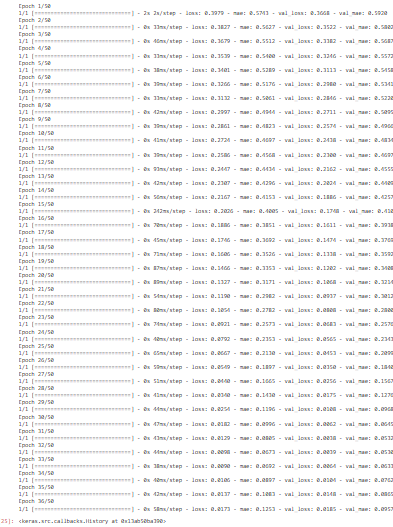 Epoch 1/50
1/1 [==============================] - 2s 2s/step - loss: 0.3979 - mae: 0.5743 - val_loss: 0.3668 - val_mae: 0.5920
Epoch 2/50
1/1 [==============================] - 0s 33ms/step - loss: 0.3827 - mae: 0.5627 - val_loss: 0.3522 - val_mae: 0.5802
Epoch 3/50
1/1 [==============================] - 0s 46ms/step - loss: 0.3679 - mae: 0.5512 - val_loss: 0.3382 - val_mae: 0.5687
Epoch 4/50
1/1 [==============================] - 0s 31ms/step - loss: 0.3539 - mae: 0.5400 - val_loss: 0.3246 - val_mae: 0.5572
Epoch 5/50
1/1 [==============================] - 0s 38ms/step - loss: 0.3401 - mae: 0.5289 - val_loss: 0.3113 - val_mae: 0.5458
Epoch 6/50
1/1 [==============================] - 0s 39ms/step - loss: 0.3266 - mae: 0.5176 - val_loss: 0.2980 - val_mae: 0.5341
Epoch 7/50
1/1 [==============================] - 0s 33ms/step - loss: 0.3132 - mae: 0.5061 - val_loss: 0.2846 - val_mae: 0.5220
Epoch 8/50
1/1 [==============================] - 0s 42ms/step - loss: 0.2997 - mae: 0.4944 - val_loss: 0.2711 - val_mae: 0.5095
Epoch 9/50
1/1 [==============================] - 0s 39ms/step - loss: 0.2861 - mae: 0.4823 - val_loss: 0.2574 - val_mae: 0.4966
Epoch 10/50
1/1 [==============================] - 0s 41ms/step - loss: 0.2724 - mae: 0.4697 - val_loss: 0.2438 - val_mae: 0.4834
Epoch 11/50
1/1 [==============================] - 0s 39ms/step - loss: 0.2586 - mae: 0.4568 - val_loss: 0.2300 - val_mae: 0.4697
Epoch 12/50
1/1 [==============================] - 0s 93ms/step - loss: 0.2447 - mae: 0.4434 - val_loss: 0.2162 - val_mae: 0.4555
Epoch 13/50
1/1 [==============================] - 0s 42ms/step - loss: 0.2307 - mae: 0.4296 - val_loss: 0.2024 - val_mae: 0.4409
Epoch 14/50
1/1 [==============================] - 0s 56ms/step - loss: 0.2167 - mae: 0.4153 - val_loss: 0.1886 - val_mae: 0.4257
Epoch 15/50
1/1 [==============================] - 0s 242ms/step - loss: 0.2026 - mae: 0.4005 - val_loss: 0.1748 - val_mae: 0.410
Epoch 16/50
1/1 [==============================] - 0s 70ms/step - loss: 0.1886 - mae: 0.3851 - val_loss: 0.1611 - val_mae: 0.3938
Epoch 17/50
1/1 [==============================] - 0s 45ms/step - loss: 0.1746 - mae: 0.3692 - val_loss: 0.1474 - val_mae: 0.3769
Epoch 18/50
1/1 [==============================] - 0s 71ms/step - loss: 0.1606 - mae: 0.3526 - val_loss: 0.1338 - val_mae: 0.3592
Epoch 19/50
1/1 [==============================] - 0s 87ms/step - loss: 0.1466 - mae: 0.3353 - val_loss: 0.1202 - val_mae: 0.3408
Epoch 20/50
1/1 [==============================] - 0s 89ms/step - loss: 0.1327 - mae: 0.3171 - val_loss: 0.1068 - val_mae: 0.3214
Epoch 21/50
1/1 [==============================] - 0s 54ms/step - loss: 0.1190 - mae: 0.2982 - val_loss: 0.0937 - val_mae: 0.3012
Epoch 22/50
1/1 [==============================] - 0s 80ms/step - loss: 0.1054 - mae: 0.2782 - val_loss: 0.0808 - val_mae: 0.2800
Epoch 23/50
1/1 [==============================] - 0s 74ms/step - loss: 0.0921 - mae: 0.2573 - val_loss: 0.0683 - val_mae: 0.2576
Epoch 24/50
1/1 [==============================] - 0s 40ms/step - loss: 0.0792 - mae: 0.2353 - val_loss: 0.0565 - val_mae: 0.2343
Epoch 25/50
1/1 [==============================] - 0s 65ms/step - loss: 0.0667 - mae: 0.2130 - val_loss: 0.0453 - val_mae: 0.2098
Epoch 26/50
1/1 [==============================] - 0s 59ms/step - loss: 0.0549 - mae: 0.1897 - val_loss: 0.0350 - val_mae: 0.1840
Epoch 27/50
1/1 [==============================] - 0s 51ms/step - loss: 0.0440 - mae: 0.1665 - val_loss: 0.0256 - val_mae: 0.1567
Epoch 28/50
1/1 [==============================] - 0s 41ms/step - loss: 0.0340 - mae: 0.1430 - val_loss: 0.0175 - val_mae: 0.1276
Epoch 29/50
1/1 [==============================] - 0s 44ms/step - loss: 0.0254 - mae: 0.1196 - val_loss: 0.0108 - val_mae: 0.0968
Epoch 30/50
1/1 [==============================] - 0s 47ms/step - loss: 0.0182 - mae: 0.0996 - val_loss: 0.0062 - val_mae: 0.0645
Epoch 31/50
1/1 [==============================] - 0s 43ms/step - loss: 0.0129 - mae: 0.0805 - val_loss: 0.0038 - val_mae: 0.0532
Epoch 32/50
1/1 [==============================] - 0s 44ms/step - loss: 0.0098 - mae: 0.0673 - val_loss: 0.0039 - val_mae: 0.0530
Epoch 33/50
1/1 [==============================] - 0s 38ms/step - loss: 0.0090 - mae: 0.0692 - val_loss: 0.0064 - val_mae: 0.0633
Epoch 34/50
1/1 [==============================] - 0s 40ms/step - loss: 0.0106 - mae: 0.0897 - val_loss: 0.0104 - val_mae: 0.0762
Epoch 35/50
1/1 [==============================] - 0s 42ms/step - loss: 0.0137 - mae: 0.1083 - val_loss: 0.0148 - val_mae: 0.0865
Epoch 36/50
1/1 [==============================] - 0s 58ms/step - loss: 0.0173 - mae: 0.1253 - val_loss: 0.0185 - val_mae: 0.0957
25]: <keras.src.callbacks.History at 0x13ab50ba390>